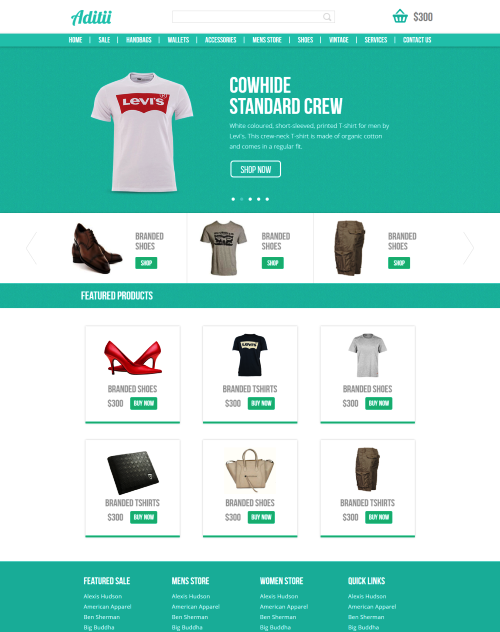 Aditii
$300
HOME | SALE | HANDBAGS | WALLETS | ACCESSORIES | MENS STORE | SHOES | VINTAGE | SERVICES | CONTACT US
LEVI'S
COWHIDE
STANDARD CREW
White coloured, short-sleeved, printed T-shirt for men by
Levi's, This crew-neck T-shirt is made of organic cotton
and comes in a regular fit.
SHOP NOW
BRANDED
SHOES
SHOP
BRANDED
SHOES
SHOP
BRANDED
SHOES
SHOP
FEATURED PRODUCTS
LEVI'S
BRANDED SHOES
$300 BUY NOW
BRANDED TSHIRTS
$300 BUY NOW
BRANDED SHOES
$300 BUY NOW
BRANDED TSHIRTS
$300 BUY NOW
BRANDED SHOES
$300 BUY NOW
BRANDED TSHIRTS
$300 BUY NOW
FEATURED SALE
Alexis Hudson
American Apparel
Ben Sherman
Big Buddha
MENS STORE
Alexis Hudson
American Apparel
Ben Sherman
Big Buddha
WOMEN STORE
Alexis Hudson
American Apparel
Ben Sherman
Big Buddha
QUICK LINKS
Alexis Hudson
American Apparel
Ben Sherman
Big Buddha